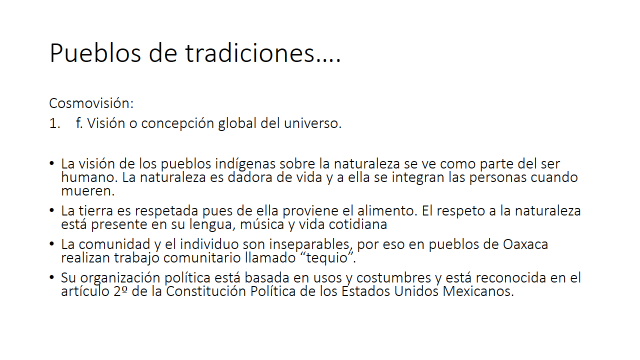 Pueblos de tradiciones….
Cosmovisión:
1. f. Visión o concepción global del universo.
• La visión de los pueblos indígenas sobre la naturaleza se ve como parte del ser
humano. La naturaleza es dadora de vida y a ella se integran las personas cuando
mueren.
• La tierra es respetada pues de ella proviene el alimento. El respeto a la naturaleza
está presente en su lengua, música y vida cotidiana
• La comunidad y el individuo son inseparables, por eso en pueblos de Oaxaca
realizan trabajo comunitario llamado “tequio”.
• Su organización política está basada en usos y costumbres y está reconocida en el
artículo 2º de la Constitución Política de los Estados Unidos Mexicanos.